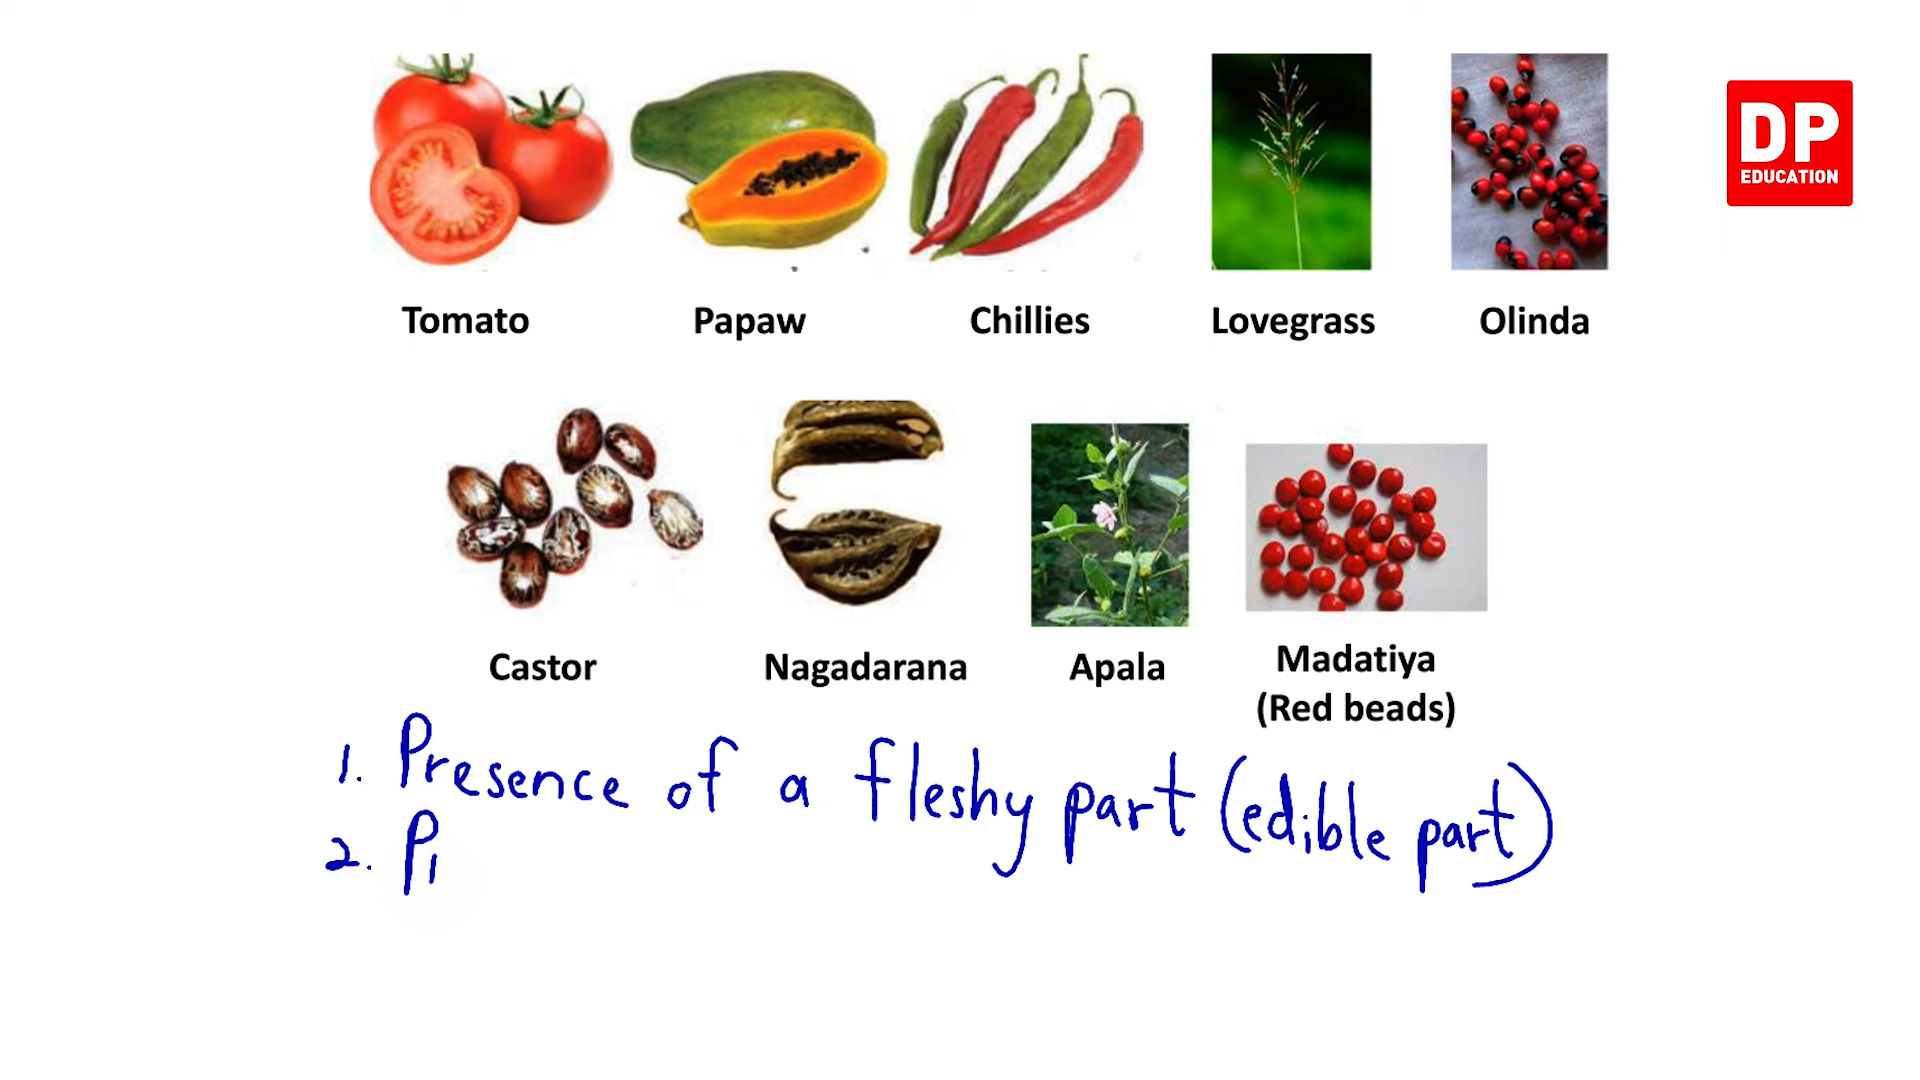 DP
EDUCATION
Tomato Papaw Chillies Lovegrass Olinda
Castor Nagadarana Apala Madatiya
(Red beads)
1. Presence of a fleshy part (edible part)
2. P